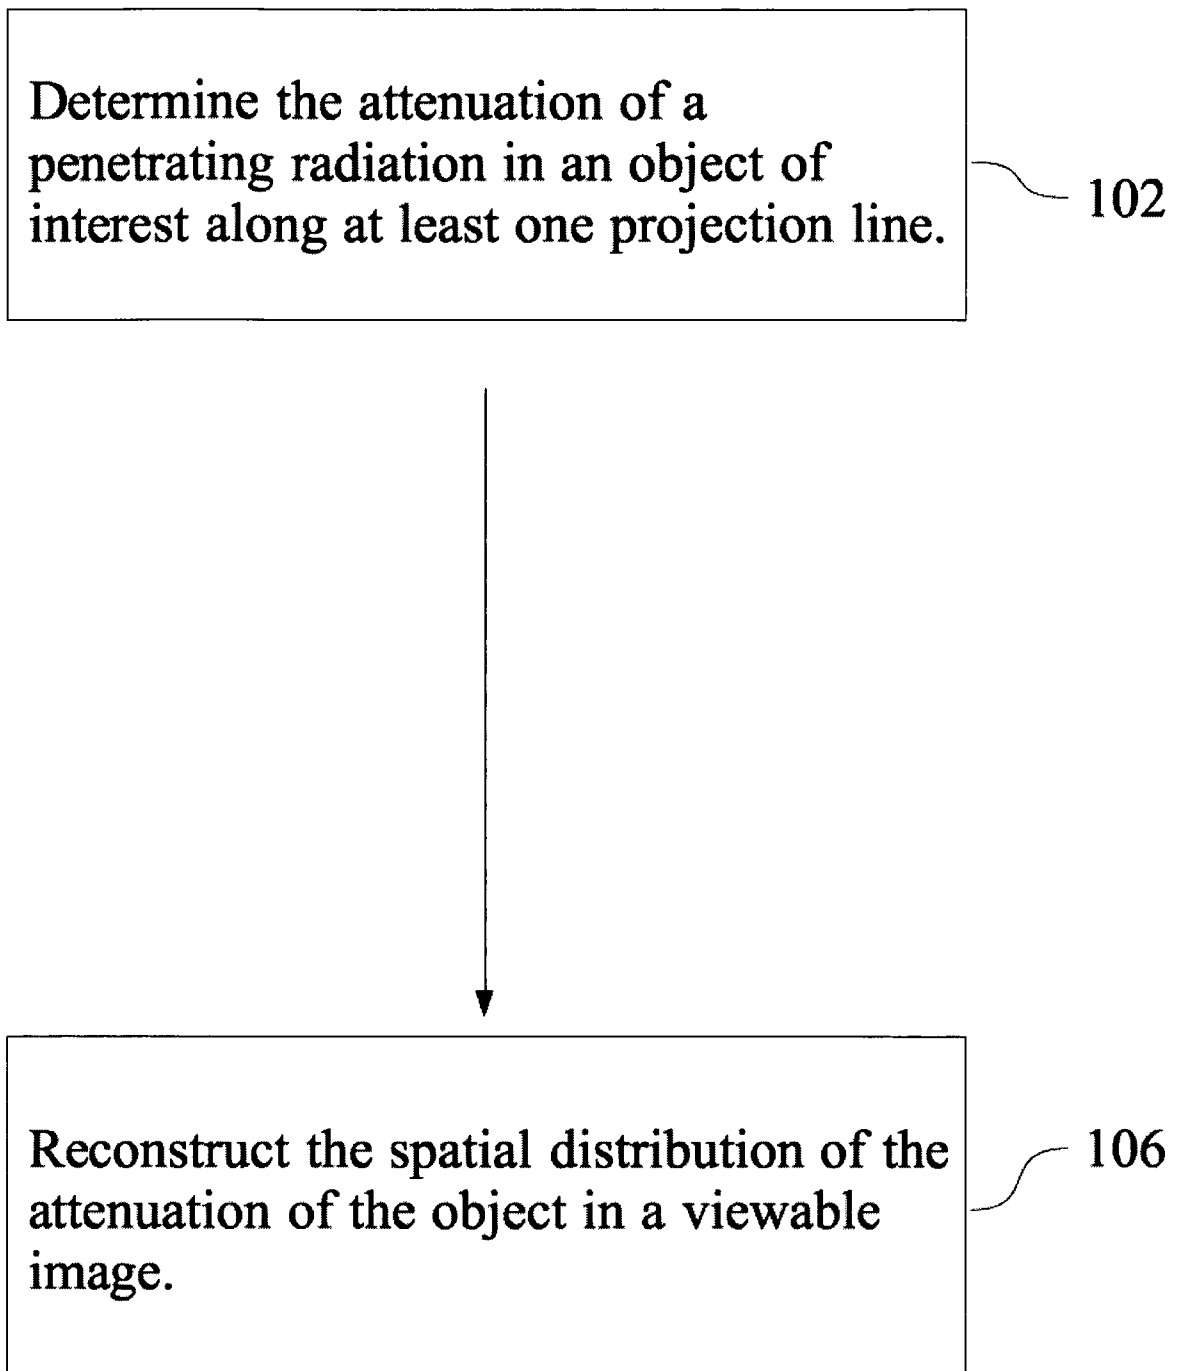 Determine the attenuation of a
penetrating radiation in an object of
interest along at least one projection line.
102
Reconstruct the spatial distribution of the
attenuation of the object in a viewable
image.
106